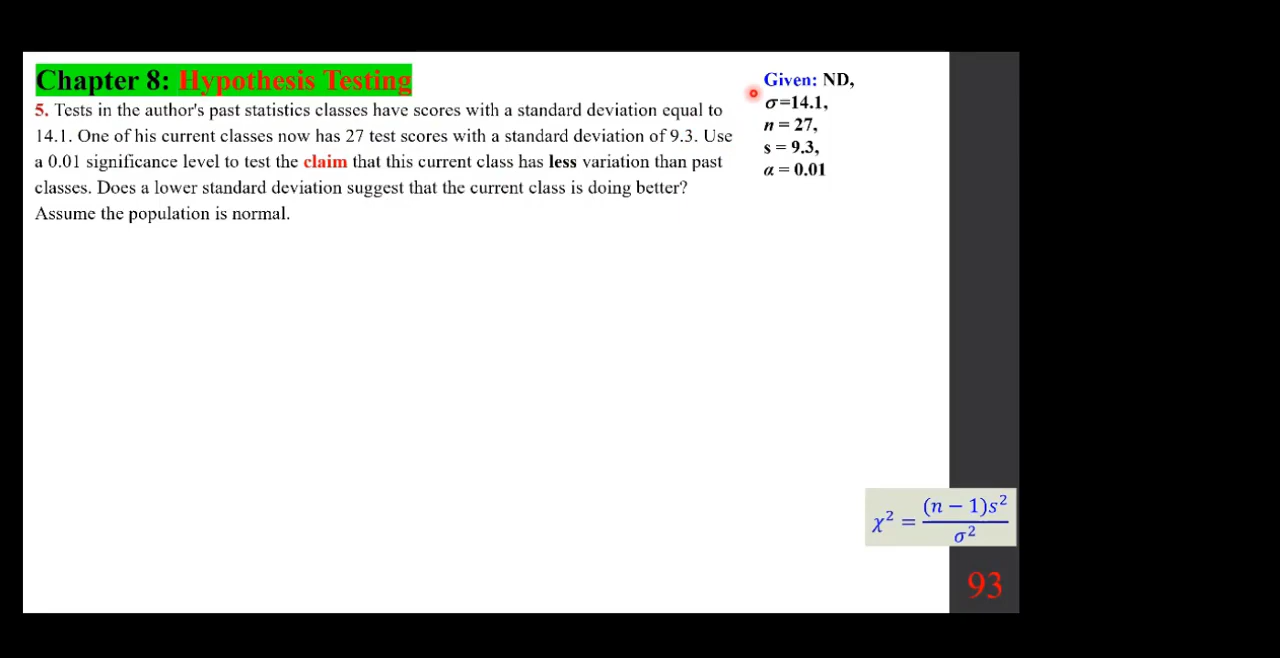 Chapter 8: Hypothesis Testing
5. Tests in the author's past statistics classes have scores with a standard deviation equal to
14.1. One of his current classes now has 27 test scores with a standard deviation of 9.3. Use
a 0.01 significance level to test the claim that this current class has less variation than past
classes. Does a lower standard deviation suggest that the current class is doing better?
Assume the population is normal.
Given: ND,
σ=14.1,
n = 27,
s = 9.3,
α = 0.01
χ² = (n − 1)s² / σ²
93